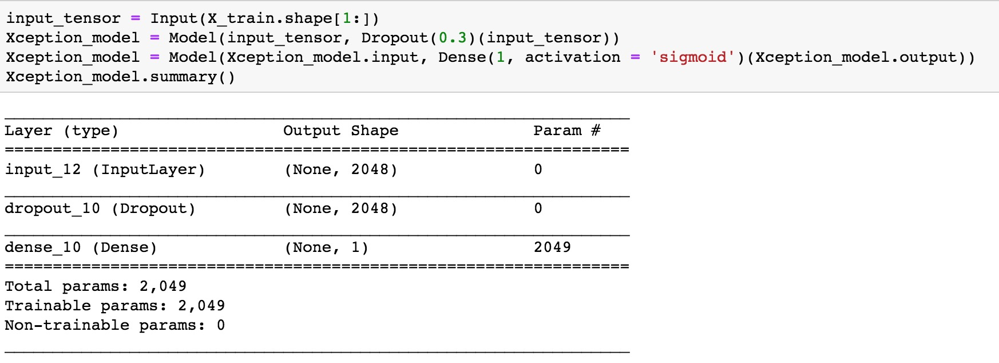 input_tensor = Input(X_train.shape[1:])
Xception_model = Model(input_tensor, Dropout(0.3)(input_tensor))
Xception_model = Model(Xception_model.input, Dense(1, activation = 'sigmoid')(Xception_model.output))
Xception_model.summary()
_________________________________________________________________
Layer (type)                 Output Shape              Param #
=================================================================
input_12 (InputLayer)        (None, 2048)              0
_________________________________________________________________
dropout_10 (Dropout)         (None, 2048)              0
_________________________________________________________________
dense_10 (Dense)             (None, 1)                 2049
=================================================================
Total params: 2,049
Trainable params: 2,049
Non-trainable params: 0
_________________________________________________________________